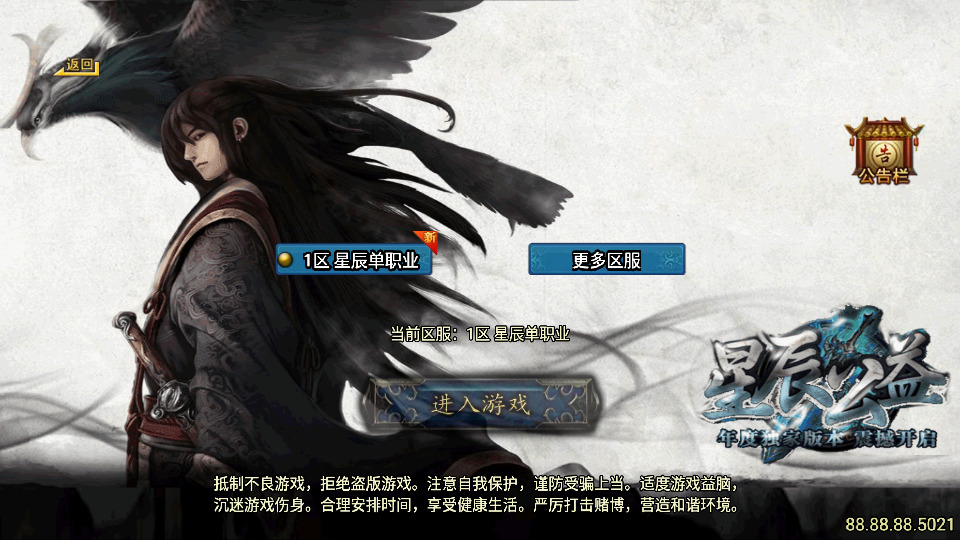 返回
告
公告栏
新
1区 星辰单职业
更多区服
当前区服：1区 星辰单职业
进入游戏
星辰公益
年度独家版本 震撼开启
抵制不良游戏，拒绝盗版游戏。注意自我保护，谨防受骗上当。适度游戏益脑，
沉迷游戏伤身。合理安排时间，享受健康生活。严厉打击赌博，营造和谐环境。
88.88.88.5021